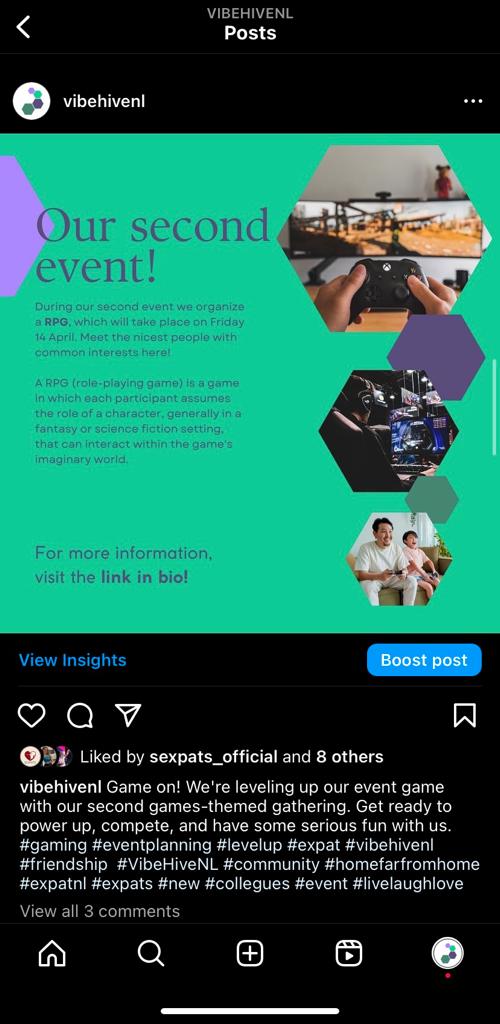 VIBEHIVENL
Posts
vibehivenl
Our second
event!
During our second event we organize
a RPG, which will take place on Friday
14 April. Meet the nicest people with
common interests here!
A RPG (role-playing game) is a game
in which each participant assumes
the role of a character, generally in a
fantasy or science fiction setting,
that can interact within the game's
imaginary world.
For more information,
visit the link in bio!
View Insights
Boost post
Liked by sexpats_official and 8 others
vibehivenl Game on! We're leveling up our event game
with our second games-themed gathering. Get ready to
power up, compete, and have some serious fun with us.
#gaming #eventplanning #levelup #expat #vibehivenl
#friendship #VibeHiveNL #community #homefarfromhome
#expatnl #expats #new #collegues #event #livelaughlove
View all 3 comments